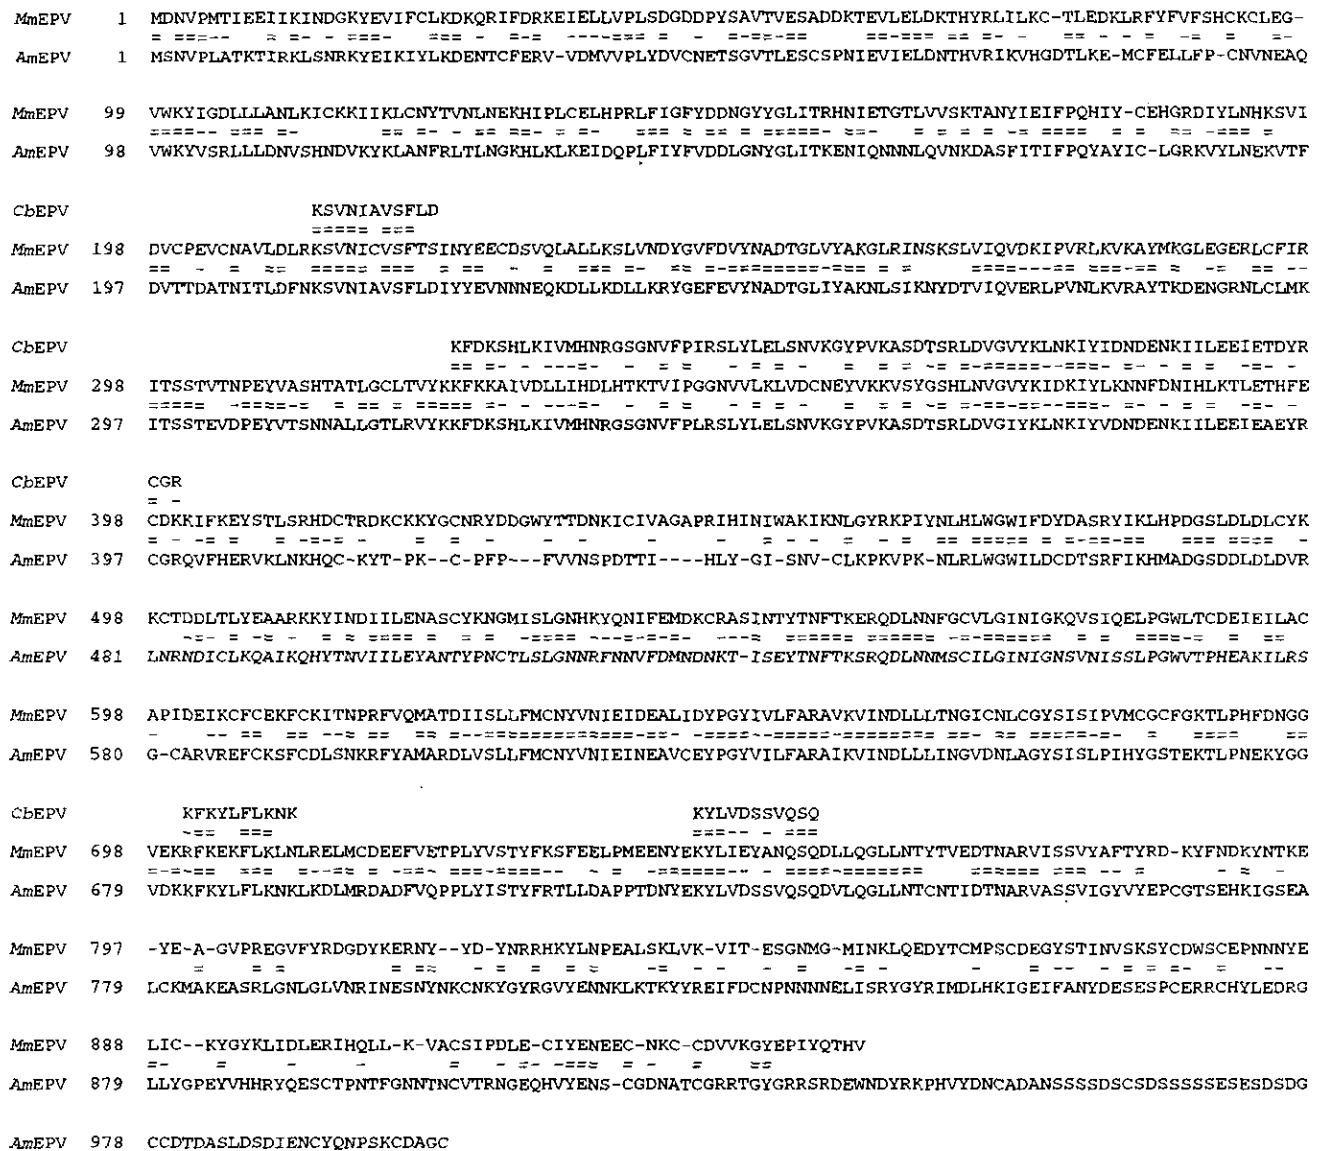 MmEPV 1 MDNVPMTIEEIIKINDGKYEVIFCLKDKQRIFDRKEIELLVPLSDGDDPYSAVTVESADDKTEVLELDKTHYRLILKC-TLEDKLRFYFVFSHCKCLEG-
AmEPV 1 MSNVPLATKTIRKLSNRKYEIKIYLKDENTCFERV-VDMVVPLYDVCNETSGVTLESCSPNIEVIELDNTHVRIKVHGDTLKE-MCFELLFP-CNVNEAQ
MmEPV 99 VWKYIGDLLLANLKICKKIIKLCNYTVNLNEKHIPLCELHPRLFIGFYDDNGYYGLITRHNIETGTLVVSKTANYIEIFPQHIY-CEHGRDIYLNHKSVI
AmEPV 98 VWKYVSRLLLDNVSHNDVKYKLANFRLTLNGKHLKLKEIDQPLFIYFVDDLGNYGLITKENIQNNNLQVNKDASFITIFPQYAYIC-LGRKVYLNEKVTF
CbEPV KSVNIAVSFLD
MmEPV 198 DVCPEVCNAVLDLRKSVNICVSFTSINYEECDSVQLALLKSLVNDYGVFDVYNADTGLVYAKGLRINSKSLVIQVDKIPVRLKVKAYMKGLEGERLCFIR
AmEPV 197 DVTTDATNITLDFNKSVNIAVSFLDIYYEVNNNEQKDLLKDLLKRYGEFEVYNADTGLIYAKNLSIKNYDTVIQVERLPVNLKVRAYTKDENGRNLCLMK
CbEPV KFDKSHLKIVMHNRGSGNVFPIRSLYLELSNVKGYPVKASDTSRLDVGVYKLNKIYIDNDENKIILEEIETDYR
MmEPV 298 ITSSTVTNPEYVASHTATLGCLTVYKKFKKAIVDLLIHDLHTKTVIPGGNVVLKLVDCNEYVKKVSYGSHLNVGVYKIDKIYLKNNFDNIHLKTLETHFE
AmEPV 297 ITSSTEVDPEYVTSNNALLGTLRVYKKFDKSHLKIVMHNRGSGNVFPLRSLYLELSNVKGYPVKASDTSRLDVGIYKLNKIYVDNDENKIILEEIEAEYR
CbEPV CGR
MmEPV 398 CDKKIFKEYSTLSRHDCTRDKCKKYGCNRYDDGWYTTDNKICIVAGAPRIHINIWAKIKNLGYRKPIYNLHLWGWIFDYDASRYIKLHPDGSLDLDLCYK
AmEPV 397 CGRQVFHERVKLNKHQC-KYT-PK--C-PFP---FVVNSPDTTI----HLY-GI-SNV-CLKPKVPK-NLRLWGWILDCDTSRFIKHMADGSDDLDLDVR
MmEPV 498 KCTDDLTLYEAARKKYINDIILENASCYKNGMISLGNHKYQNIFEMDKCRASINTYTNFTKERQDLNNFGCVLGINIGKQVSIQELPGWLTCDEIEILAC
AmEPV 481 LNRNDICLKQAIKQHYTNVIILEYANTYPNCTLSLGNNRFNNVFDMNDNKT-ISEYTNFTKSRQDLNNMSCILGINIGNSVNISSLPGWVTPHEAKILRS
MmEPV 598 APIDEIKCFCEKFCKITNPRFVQMATDIISLLFMCNYVNIEIDEALIDYPGYIVLFARAVKVINDLLLTNGICNLCGYSISIPVMCGCFGKTLPHFDNGG
AmEPV 580 G-CARVREFCKSFCDLSNKRFYAMARDLVSLLFMCNYVNIEINEAVCEYPGYVILFARAIKVINDLLLINGVDNLAGYSISLPIHYGSTEKTLPNEKYGG
CbEPV KFKYLFLKNK KYLVDSSVQSQ
MmEPV 698 VEKRFKEKFLKLNLRELMCDEEFVETPLYVSTYFKSFEELPMEENYEKYLIEYANQSQDLLQGLLNTYTVEDTNARVISSVYAFTYRD-KYFNDKYNTKE
AmEPV 679 VDKKFKYLFLKNKLKDLMRDADFVQPPLYISTYFRTLLDAPPTDNYEKYLVDSSVQSQDVLQGLLNTCNTIDTNARVASSVIGYVYEPCGTSEHKIGSEA
MmEPV 797 -YE-A-GVPREGVFYRDGDYKERNY--YD-YNRRHKYLNPEALSKLVK-VIT-ESGNMG-MINKLQEDYTCMPSCDEGYSTINVSKSYCDWSCEPNNNYE
AmEPV 779 LCKMAKEASRLGNLGLVNRINESNYNKCNKYGYRGVYENNKLKTKYYREIFDCNPNNNNELISRYGYRIMDLHKIGEIFANYDESESPCERRCHYLEDRG
MmEPV 888 LIC--KYGYKLIDLERIHQLL-K-VACSIPDLE-CIYENEEC-NKC-CDVVKGYEPIYQTHV
AmEPV 879 LLYGPEYVHHRYQESCTPNTFGNNTNCVTRNGEQHVYENS-CGDNATCGRRTGYGRRSRDEWNDYRKPHVYDNCADANSSSSDSCSDSSSSSSESESDSDG
AmEPV 978 CCDTDASLDSDIENCYQNPSKCDAGC